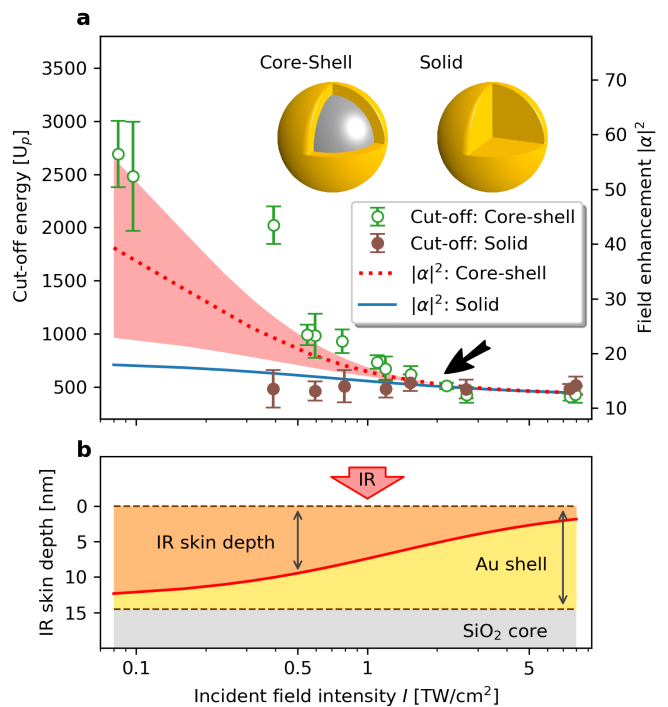 a
Core-Shell
Solid
3500
3000
2500
2000
1500
1000
500
Cut-off energy [U_p]
70
60
50
40
30
20
10
Field enhancement |α|²
Cut-off: Core-shell
Cut-off: Solid
|α|²: Core-shell
|α|²: Solid
b
IR
0
5
10
15
IR skin depth [nm]
IR skin depth
Au shell
SiO₂ core
0.1
0.5
1
5
Incident field intensity I [TW/cm²]